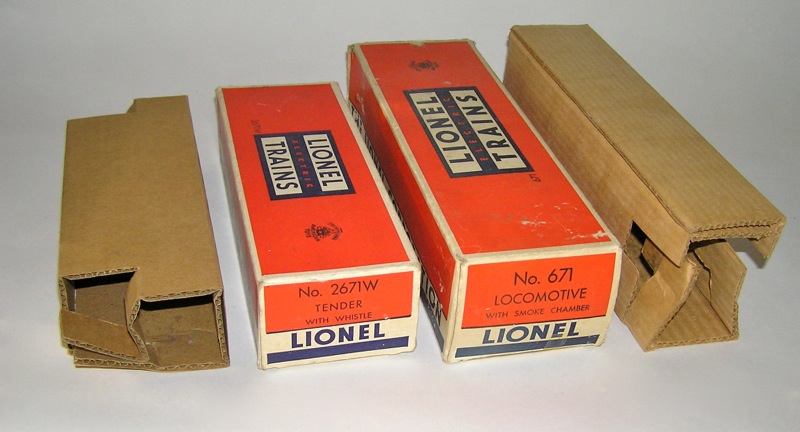 LIONEL
ELECTRIC
TRAINS
No. 2671W
TENDER
WITH WHISTLE
LIONEL
LIONEL
ELECTRIC
TRAINS
671
No. 671
LOCOMOTIVE
WITH SMOKE CHAMBER
LIONEL